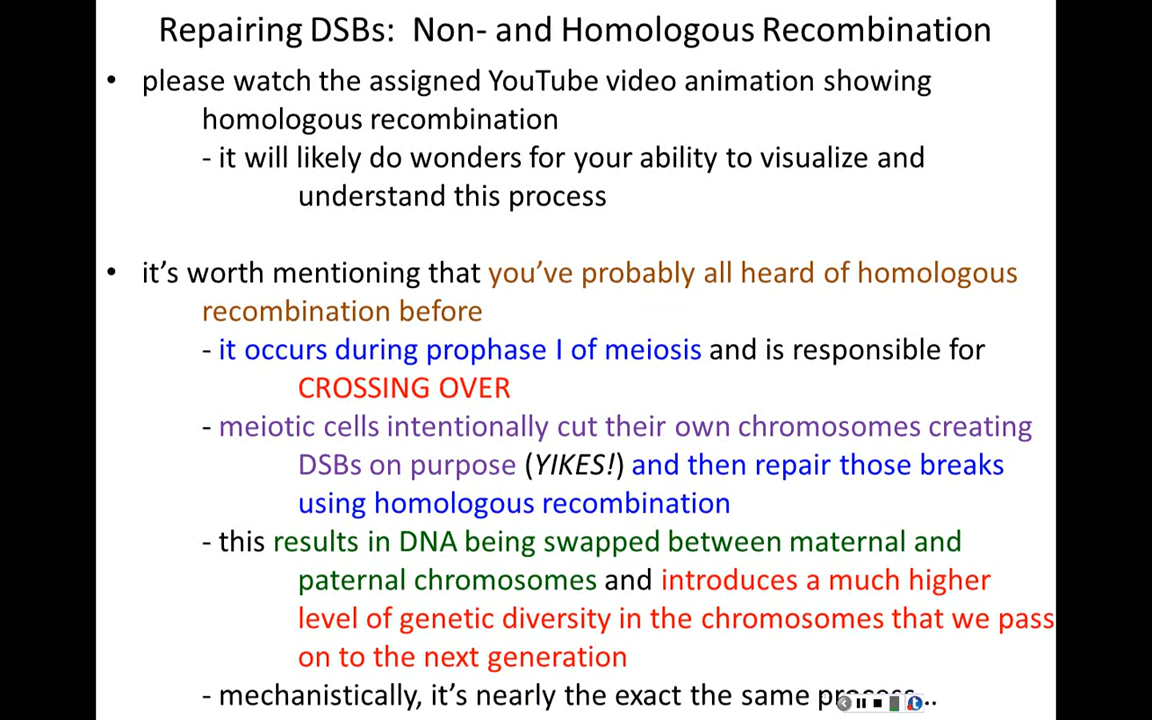 Repairing DSBs: Non- and Homologous Recombination
• please watch the assigned YouTube video animation showing
homologous recombination
- it will likely do wonders for your ability to visualize and
understand this process
• it’s worth mentioning that you’ve probably all heard of homologous
recombination before
- it occurs during prophase I of meiosis and is responsible for
CROSSING OVER
- meiotic cells intentionally cut their own chromosomes creating
DSBs on purpose (YIKES!) and then repair those breaks
using homologous recombination
- this results in DNA being swapped between maternal and
paternal chromosomes and introduces a much higher
level of genetic diversity in the chromosomes that we pass
on to the next generation
- mechanistically, it’s nearly the exact the same process...